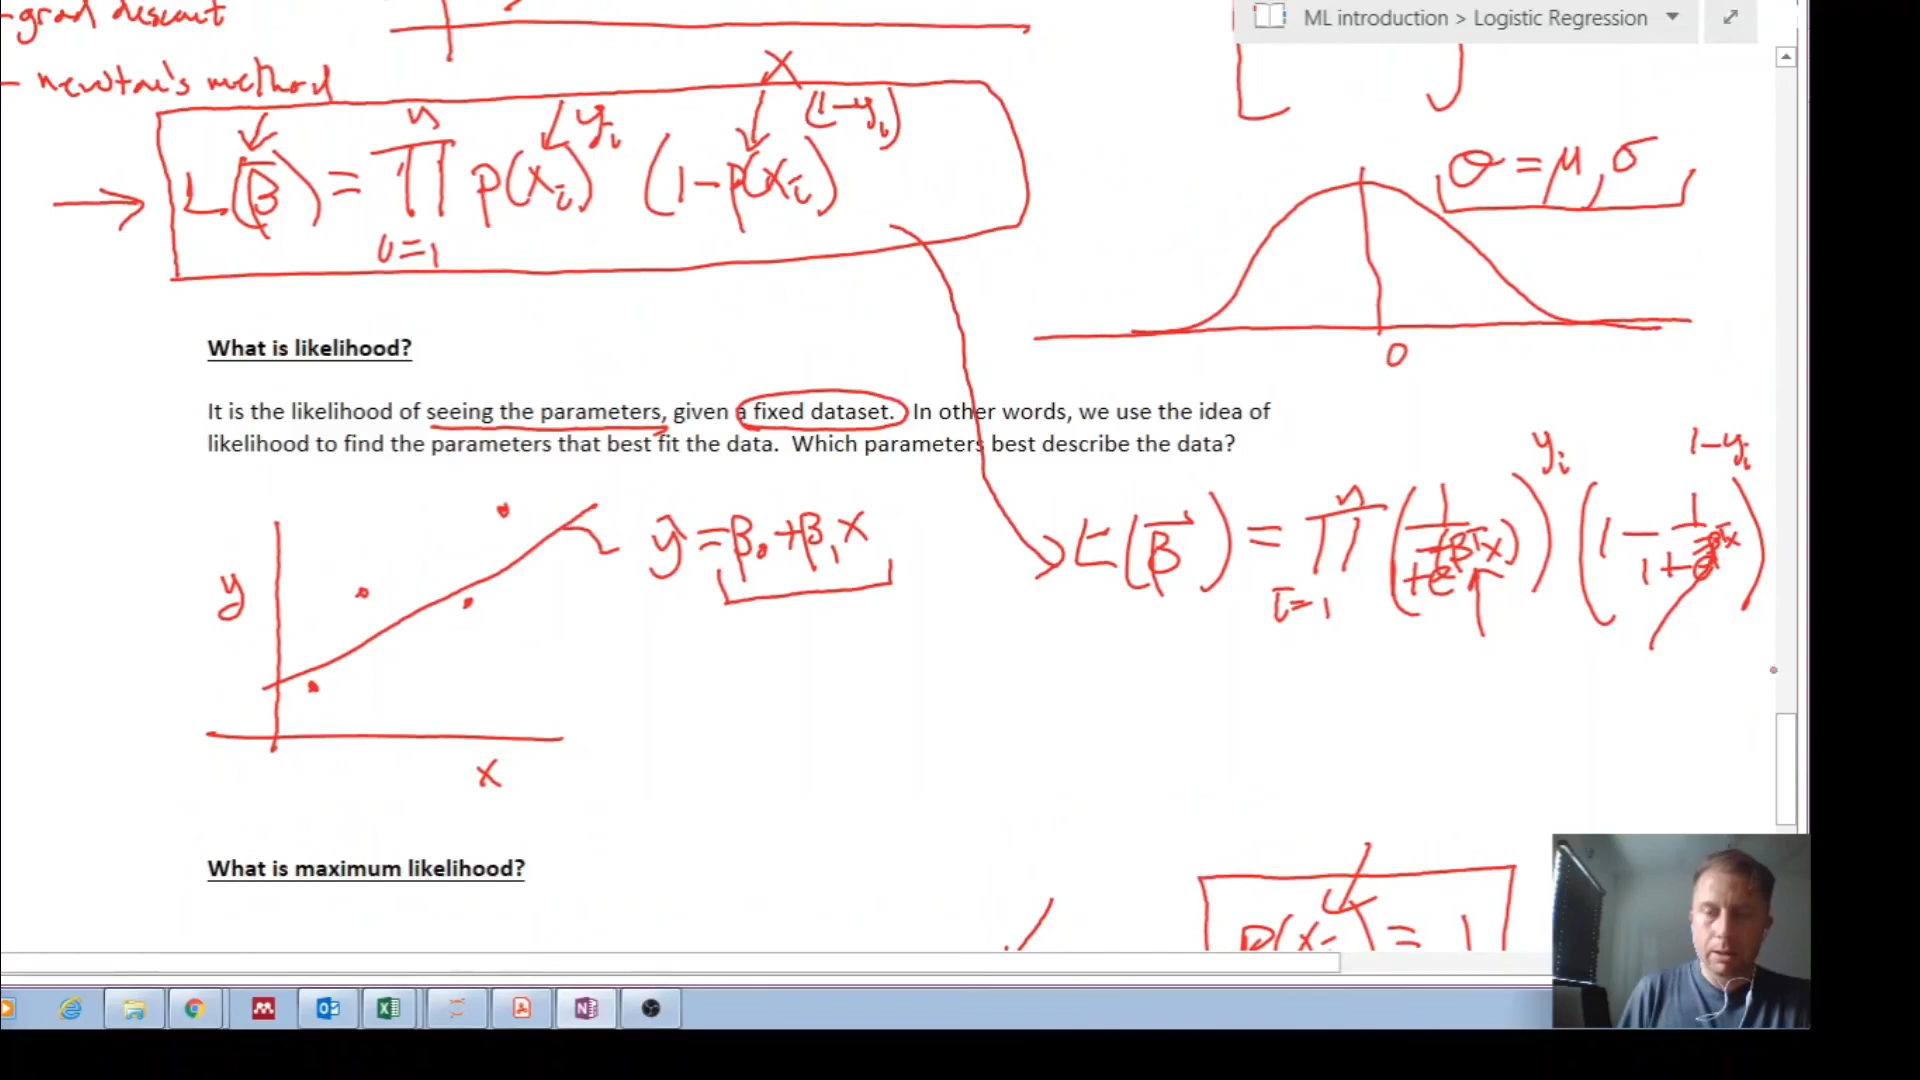 -grad descent
ML introduction > Logistic Regression
- newton's method
X
L(β) = ∏ p(xᵢ)^yᵢ (1-p(xᵢ)^(1-yᵢ)
n
i=1
θ = μ, σ
0
What is likelihood?
It is the likelihood of seeing the parameters, given a fixed dataset. In other words, we use the idea of
likelihood to find the parameters that best fit the data. Which parameters best describe the data?
y
ŷ = β₀ + β₁ x
x
L(β) = ∏
n
i=1
yᵢ
1-yᵢ
What is maximum likelihood?
p(xᵢ) = 1